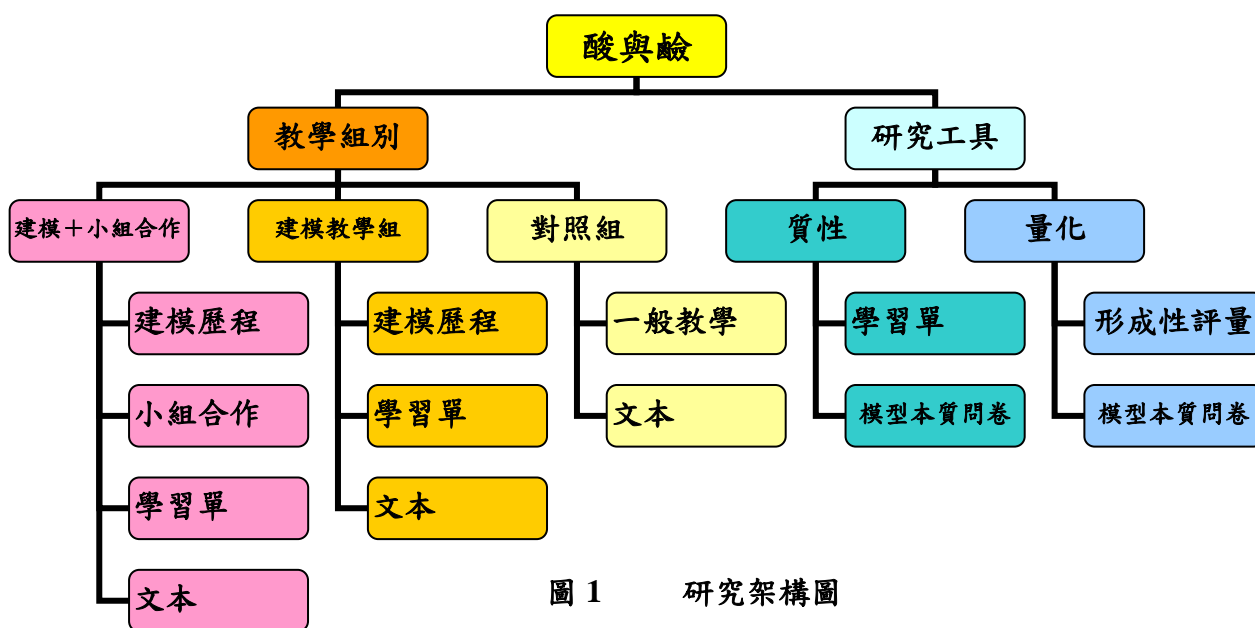 酸與鹼
教學組別
研究工具
建模＋小組合作
建模教學組
對照組
質性
量化
建模歷程
建模歷程
一般教學
學習單
形成性評量
小組合作
學習單
文本
模型本質問卷
模型本質問卷
學習單
文本
文本
圖 1 研究架構圖